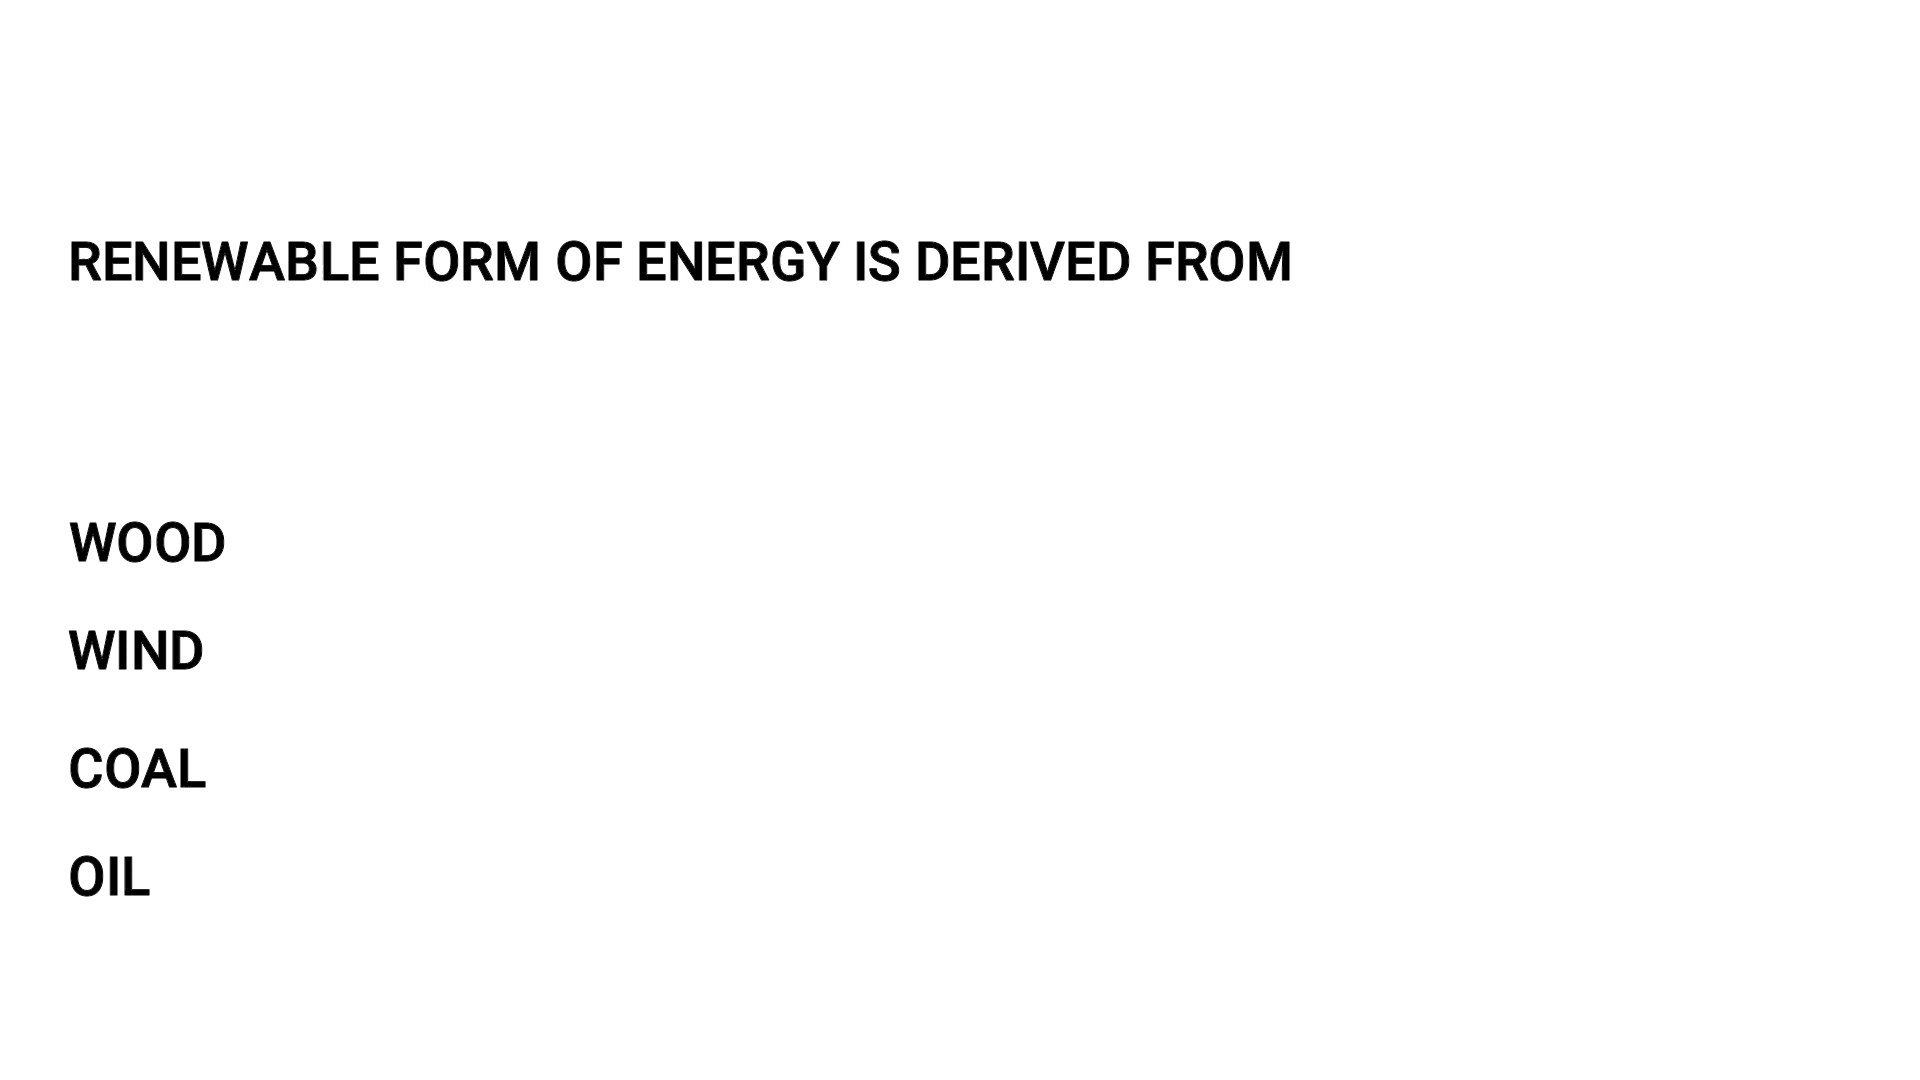 RENEWABLE FORM OF ENERGY IS DERIVED FROM
WOOD
WIND
COAL
OIL